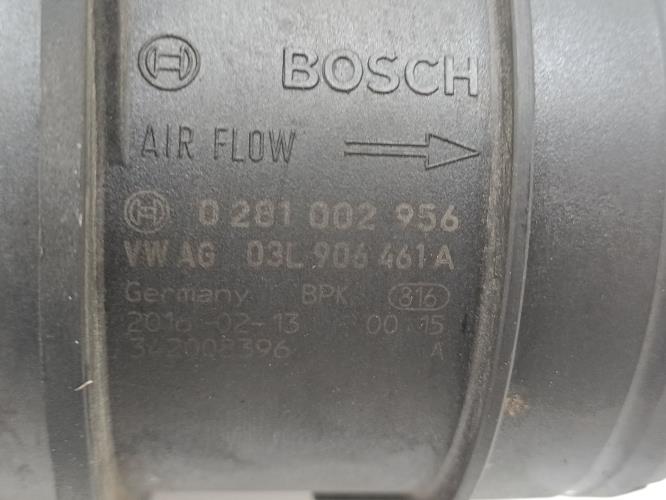 BOSCH
AIR FLOW
0 281 002 956
VW AG 03L 906 461 A
Germany BPK 316
2016-02-13 00:15
342008396 A